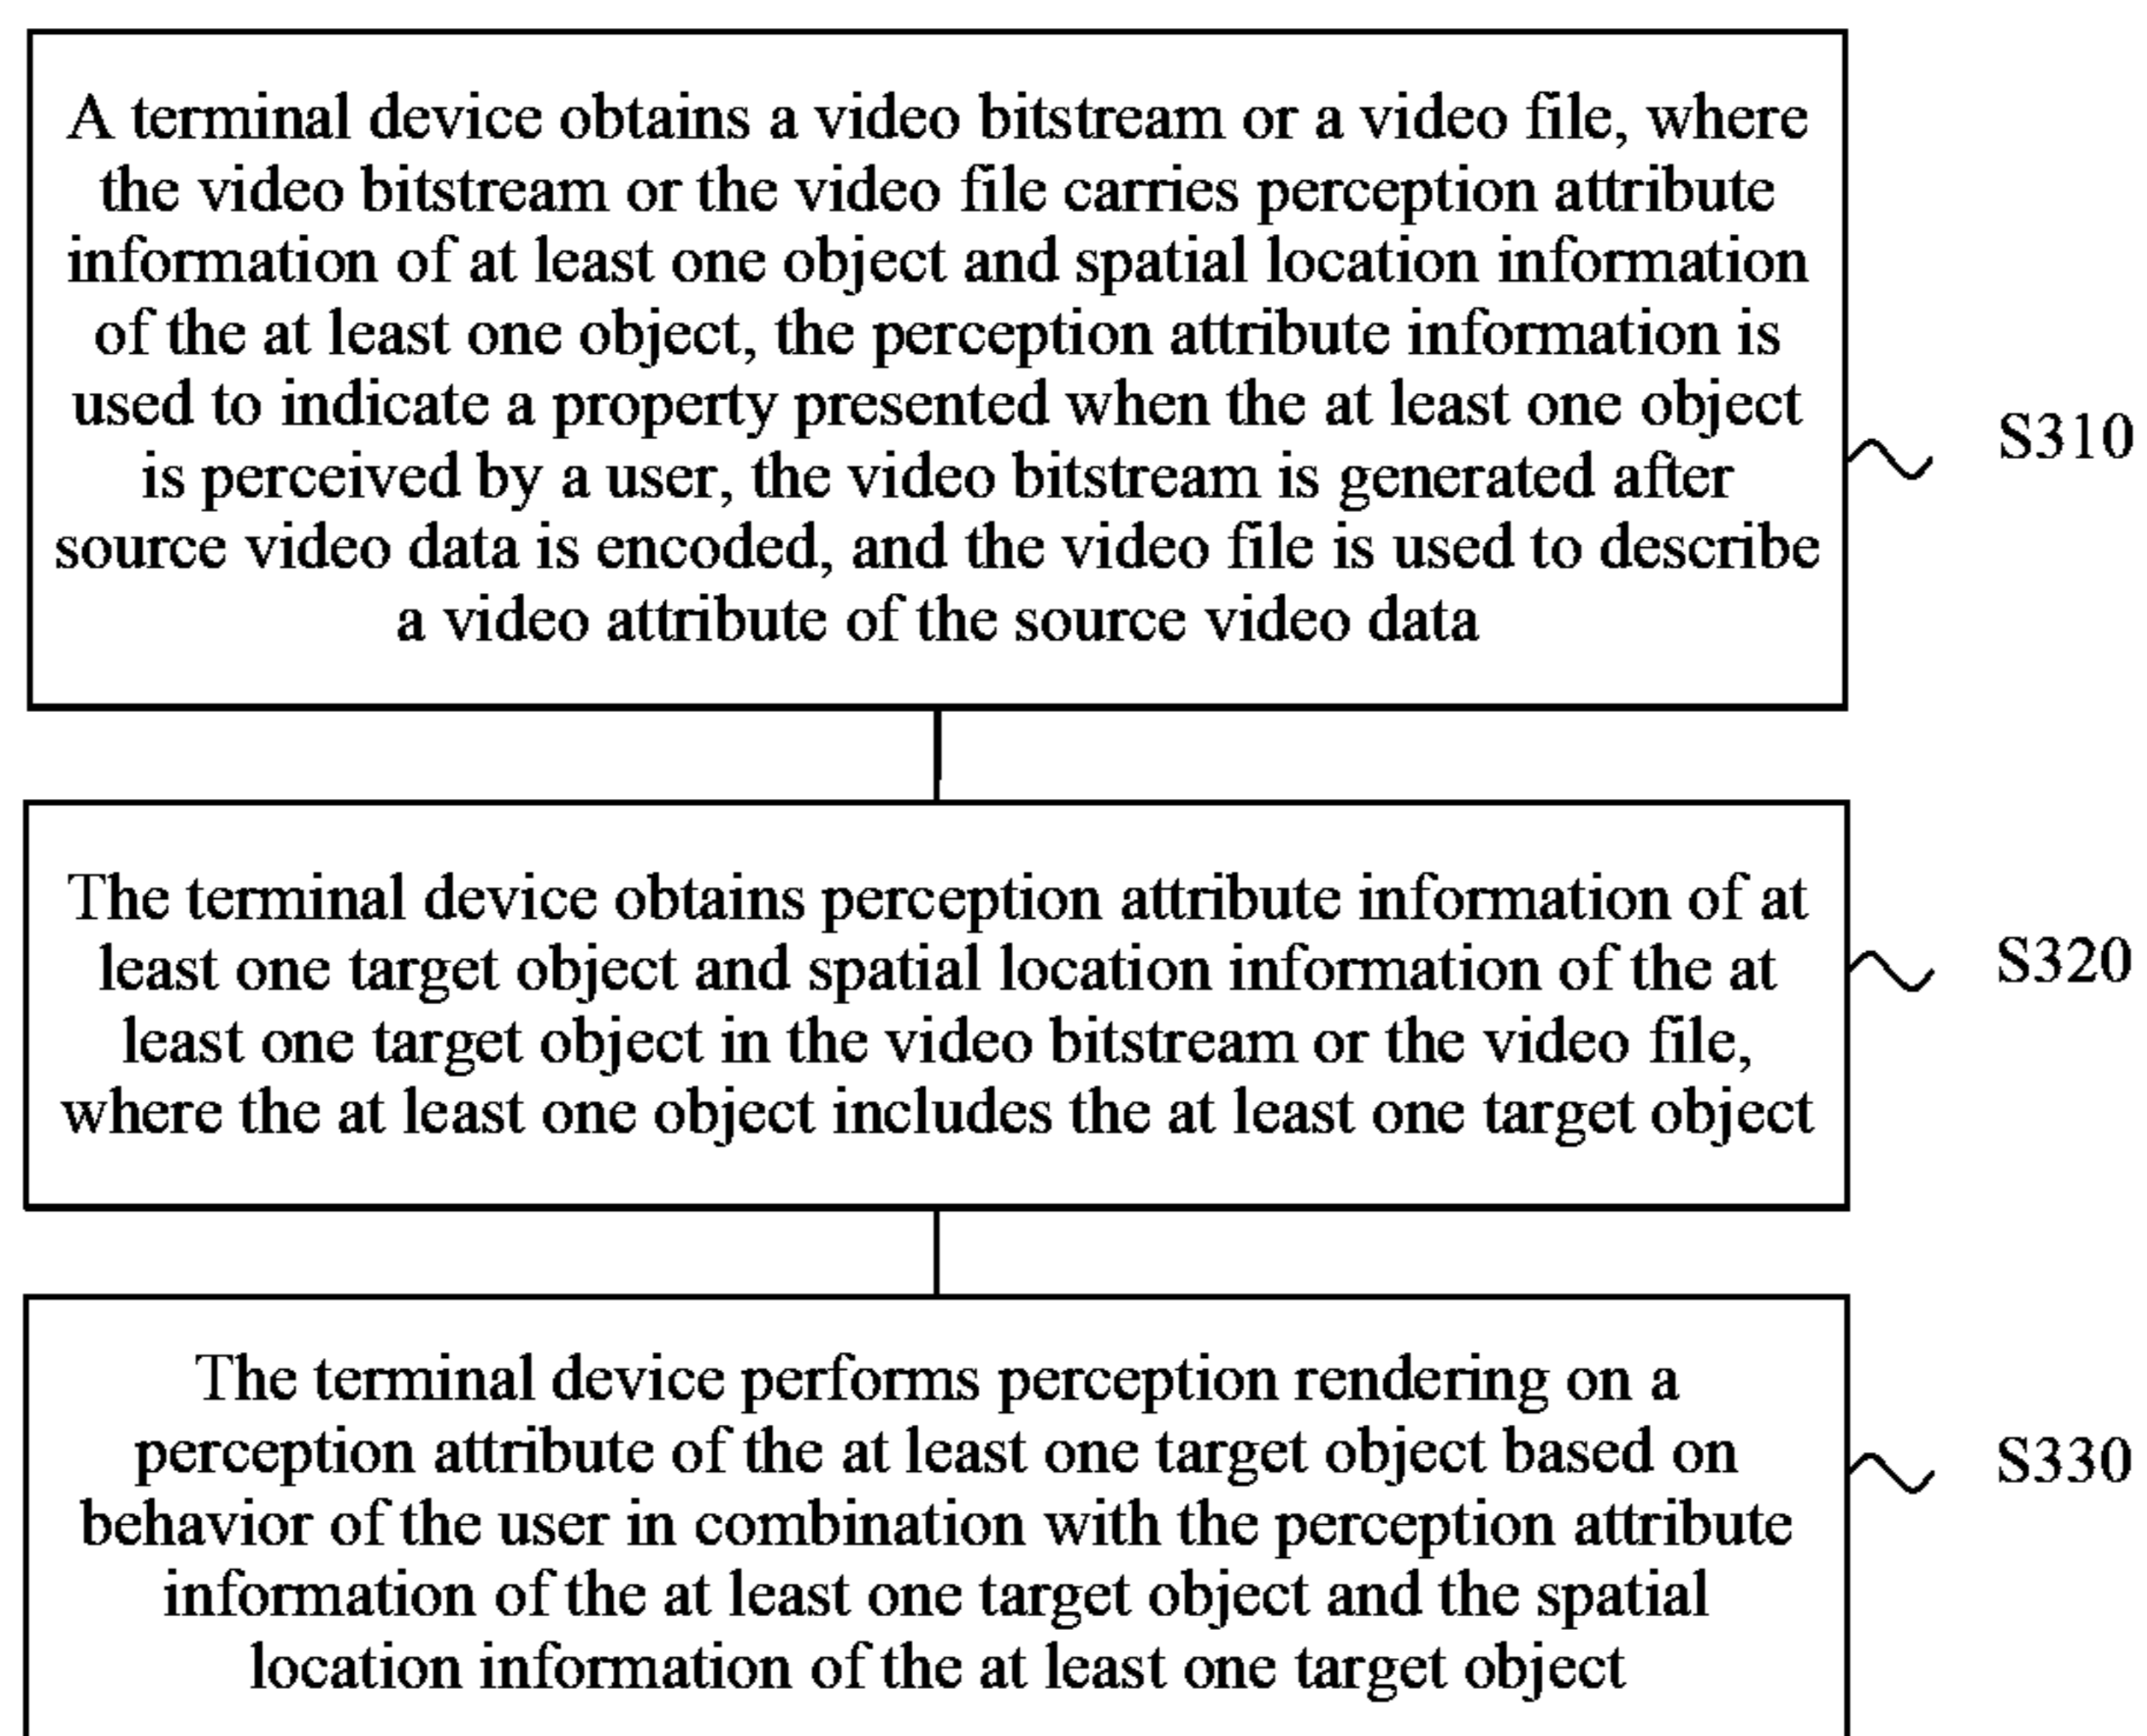 A terminal device obtains a video bitstream or a video file, where
the video bitstream or the video file carries perception attribute
information of at least one object and spatial location information
of the at least one object, the perception attribute information is
used to indicate a property presented when the at least one object
is perceived by a user, the video bitstream is generated after
source video data is encoded, and the video file is used to describe
a video attribute of the source video data
S310
The terminal device obtains perception attribute information of at
least one target object and spatial location information of the at
least one target object in the video bitstream or the video file,
where the at least one object includes the at least one target object
S320
The terminal device performs perception rendering on a
perception attribute of the at least one target object based on
behavior of the user in combination with the perception attribute
information of the at least one target object and the spatial
location information of the at least one target object
S330